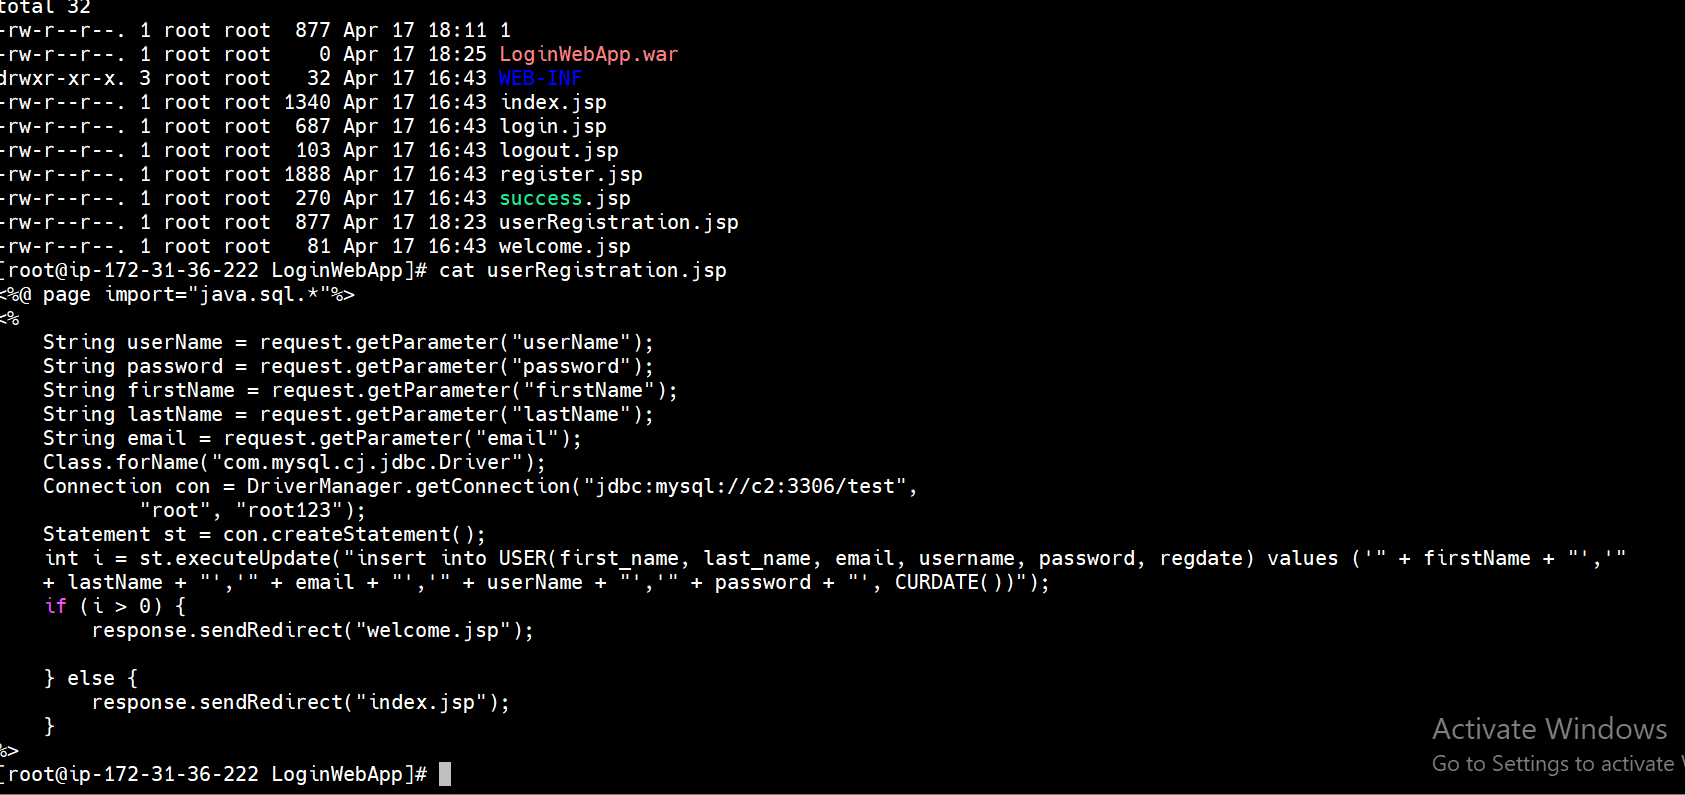 total 32
-rw-r--r--. 1 root root  877 Apr 17 18:11 1
-rw-r--r--. 1 root root    0 Apr 17 18:25 LoginWebApp.war
drwxr-xr-x. 3 root root   32 Apr 17 16:43 WEB-INF
-rw-r--r--. 1 root root 1340 Apr 17 16:43 index.jsp
-rw-r--r--. 1 root root  687 Apr 17 16:43 login.jsp
-rw-r--r--. 1 root root  103 Apr 17 16:43 logout.jsp
-rw-r--r--. 1 root root 1888 Apr 17 16:43 register.jsp
-rw-r--r--. 1 root root  270 Apr 17 16:43 success.jsp
-rw-r--r--. 1 root root  877 Apr 17 18:23 userRegistration.jsp
-rw-r--r--. 1 root root   81 Apr 17 16:43 welcome.jsp
[root@ip-172-31-36-222 LoginWebApp]# cat userRegistration.jsp
<%@ page import="java.sql.*"%>
<%
    String userName = request.getParameter("userName");
    String password = request.getParameter("password");
    String firstName = request.getParameter("firstName");
    String lastName = request.getParameter("lastName");
    String email = request.getParameter("email");
    Class.forName("com.mysql.cj.jdbc.Driver");
    Connection con = DriverManager.getConnection("jdbc:mysql://c2:3306/test",
            "root", "root123");
    Statement st = con.createStatement();
    int i = st.executeUpdate("insert into USER(first_name, last_name, email, username, password, regdate) values ('" + firstName + "','"
    + lastName + "','" + email + "','" + userName + "','" + password + "', CURDATE())");
    if (i > 0) {
        response.sendRedirect("welcome.jsp");

    } else {
        response.sendRedirect("index.jsp");
    }
%>
[root@ip-172-31-36-222 LoginWebApp]#
Activate Windows
Go to Settings to activate W